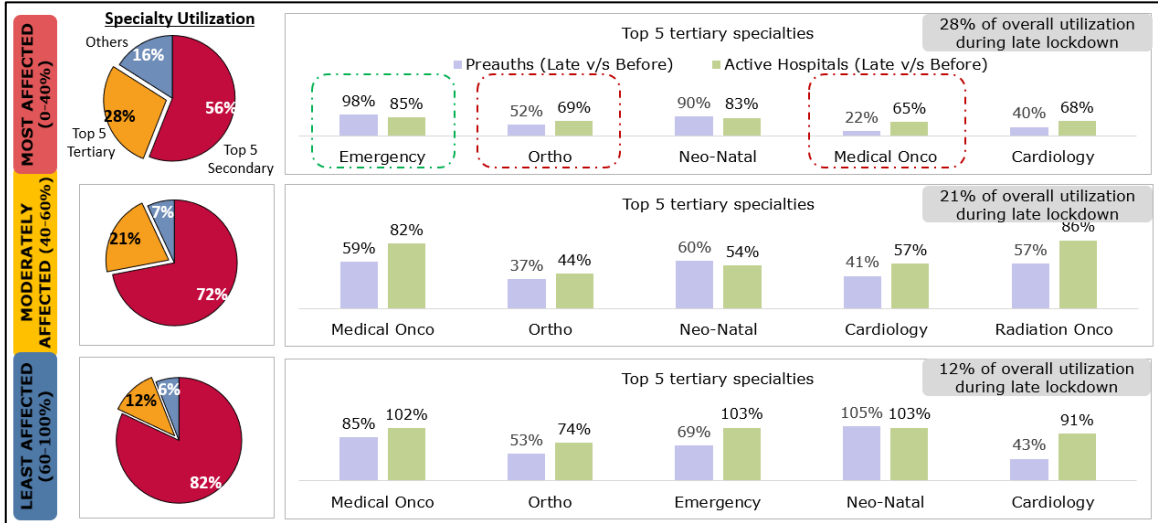 MOST AFFECTED
(0-40%)
Specialty Utilization
Others
16%
56%
28%
Top 5
Tertiary
Top 5
Secondary
Top 5 tertiary specialties
28% of overall utilization
during late lockdown
Preauths (Late v/s Before)
Active Hospitals (Late v/s Before)
98% 85%
52% 69%
90% 83%
22% 65%
40% 68%
Emergency
Ortho
Neo-Natal
Medical Onco
Cardiology
MODERATELY
AFFECTED (40-60%)
7%
21%
72%
Top 5 tertiary specialties
21% of overall utilization
during late lockdown
59% 82%
37% 44%
60% 54%
41% 57%
57% 86%
Medical Onco
Ortho
Neo-Natal
Cardiology
Radiation Onco
LEAST AFFECTED
(60-100%)
6%
12%
82%
Top 5 tertiary specialties
12% of overall utilization
during late lockdown
85% 102%
53% 74%
69% 103%
105% 103%
43% 91%
Medical Onco
Ortho
Emergency
Neo-Natal
Cardiology